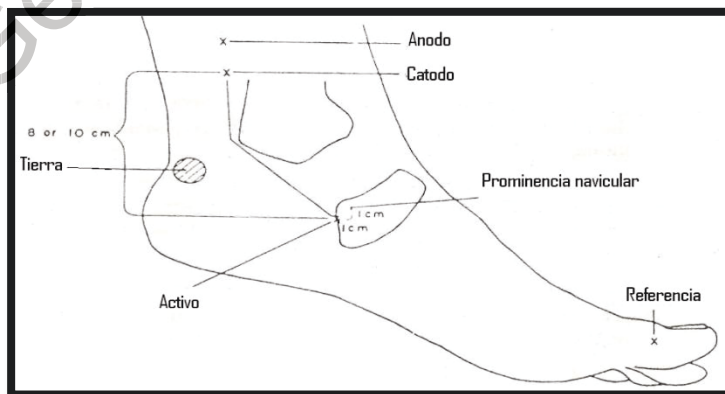 Anodo
Catodo
8 or 10 cm
Tierra
Prominencia navicular
1cm
1cm
Activo
Referencia